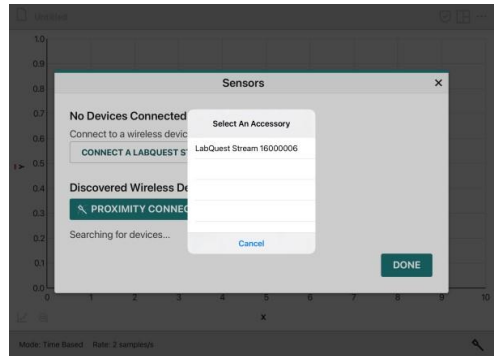 Untitled
Sensors
×
No Devices Connected
Connect to a wireless devic
CONNECT A LABQUEST S
Discovered Wireless De
PROXIMITY CONNEC
Searching for devices...
DONE
Select An Accessory
LabQuest Stream 16000006
Cancel
1.0
0.9
0.8
0.7
0.6
0.5
0.4
0.3
0.2
0.1
0.0
Y
0 1 2 3 4 5 6 7 8 9 10
X
Mode: Time Based Rate: 2 samples/s